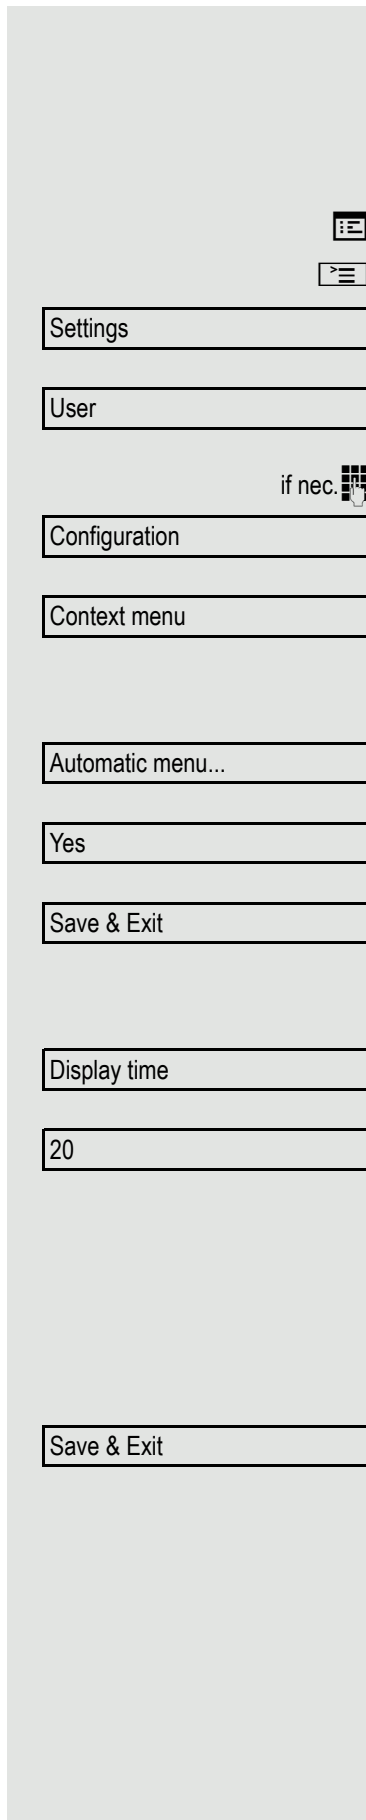 Settings
User
if nec.
Configuration
Context menu
Automatic menu...
Yes
Save & Exit
Display time
20
Save & Exit